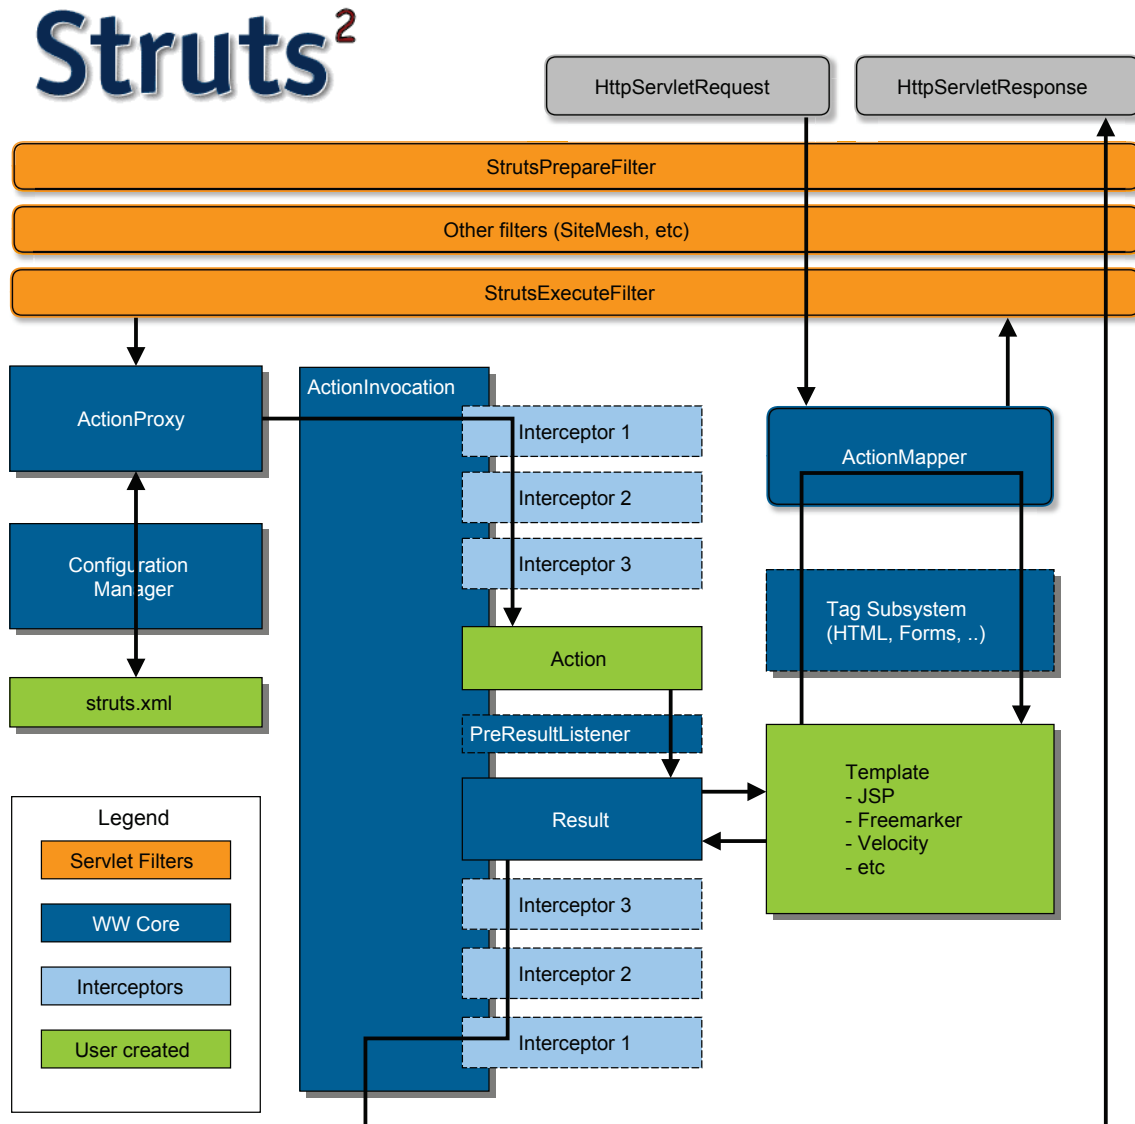 Struts²
HttpServletRequest
HttpServletResponse
StrutsPrepareFilter
Other filters (SiteMesh, etc)
StrutsExecuteFilter
ActionProxy
ActionInvocation
Interceptor 1
Interceptor 2
Interceptor 3
ActionMapper
Configuration
Manager
Tag Subsystem
(HTML, Forms, ..)
struts.xml
Action
PreResultListener
Result
Template
- JSP
- Freemarker
- Velocity
- etc
Interceptor 3
Interceptor 2
Interceptor 1
Legend
Servlet Filters
WW Core
Interceptors
User created